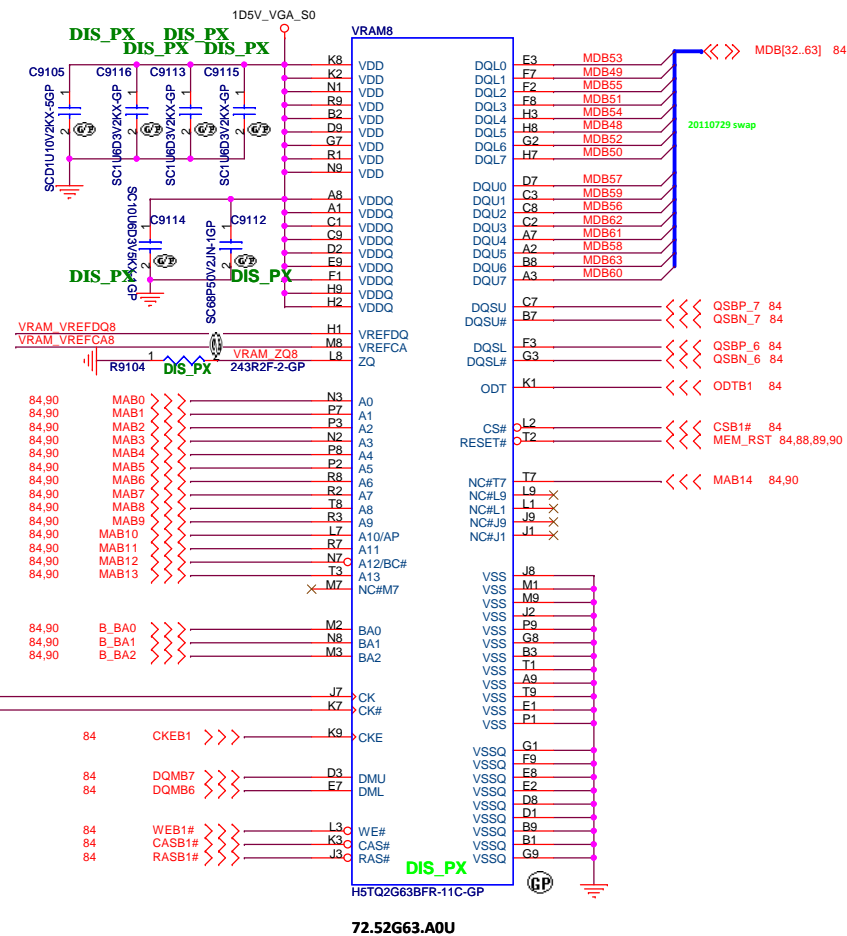 1D5V_VGA_S0
DIS_PX
DIS_PX DIS_PX
VRAM8
C9105 C9116 C9113 C9115
1 1 1 1
2 2 2 2
SCD1U10V2KX-5GP
SC1U6D3V2KX-GP
SC1U6D3V2KX-GP
SC1U6D3V2KX-GP
K8 VDD
K2 VDD
N1 VDD
R9 VDD
B2 VDD
D9 VDD
G7 VDD
R1 VDD
N9 VDD
SC10U6D3V5KX-1GP
C9114 C9112
1 1
2 2
SC68P50V2JN-1GP
DIS_PX DIS_PX
A8 VDDQ
A1 VDDQ
C1 VDDQ
C9 VDDQ
D2 VDDQ
E9 VDDQ
F1 VDDQ
H9 VDDQ
H2 VDDQ
VRAM_VREFDQ8 H1 VREFDQ
VRAM_VREFCA8 M8 VREFCA
1 2 VRAM_ZQ8 L8 ZQ
R9104 DIS_PX 243R2F-2-GP
84,90 MAB0 N3 A0
84,90 MAB1 P7 A1
84,90 MAB2 P3 A2
84,90 MAB3 N2 A3
84,90 MAB4 P8 A4
84,90 MAB5 P2 A5
84,90 MAB6 R8 A6
84,90 MAB7 R2 A7
84,90 MAB8 T8 A8
84,90 MAB9 R3 A9
84,90 MAB10 L7 A10/AP
84,90 MAB11 R7 A11
84,90 MAB12 N7 A12/BC#
84,90 MAB13 T3 A13
M7 NC#M7
84,90 B_BA0 M2 BA0
84,90 B_BA1 N8 BA1
84,90 B_BA2 M3 BA2
J7 CK
K7 CK#
84 CKEB1 K9 CKE
84 DQMB7 D3 DMU
84 DQMB6 E7 DML
84 WEB1# L3 WE#
84 CASB1# K3 CAS#
84 RASB1# J3 RAS#
DQL0 E3 MDB53
DQL1 F7 MDB49
DQL2 F2 MDB55
DQL3 F8 MDB51
DQL4 H3 MDB54
DQL5 H8 MDB48
DQL6 G2 MDB52
DQL7 H7 MDB50
MDB[32..63] 84
20110729 swap
DQU0 D7 MDB57
DQU1 C3 MDB59
DQU2 C8 MDB56
DQU3 C2 MDB62
DQU4 A7 MDB61
DQU5 A2 MDB58
DQU6 B8 MDB63
DQU7 A3 MDB60
DQSU C7 QSBP_7 84
DQSU# B7 QSBN_7 84
DQSL F3 QSBP_6 84
DQSL# G3 QSBN_6 84
ODT K1 ODTB1 84
CS# L2 CSB1# 84
RESET# T2 MEM_RST 84,88,89,90
NC#T7 T7 MAB14 84,90
NC#L9 L9
NC#L1 L1
NC#J9 J9
NC#J1 J1
VSS J8
VSS M1
VSS M9
VSS J2
VSS P9
VSS G8
VSS B3
VSS T1
VSS A9
VSS T9
VSS E1
VSS P1
VSSQ G1
VSSQ F9
VSSQ E8
VSSQ E2
VSSQ D8
VSSQ D1
VSSQ B9
VSSQ B1
VSSQ G9
DIS_PX
GP
H5TQ2G63BFR-11C-GP
72.52G63.A0U